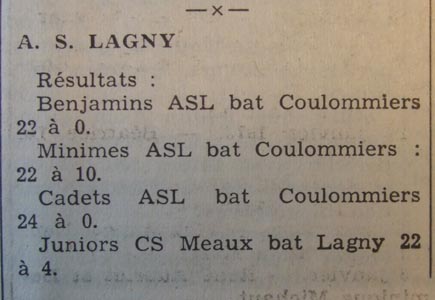 —×—
A. S. LAGNY
Résultats :
Benjamins ASL bat Coulommiers
22 à 0.
Minimes ASL bat Coulommiers :
22 à 10.
Cadets ASL bat Coulommiers
24 à 0.
Juniors CS Meaux bat Lagny 22
à 4.